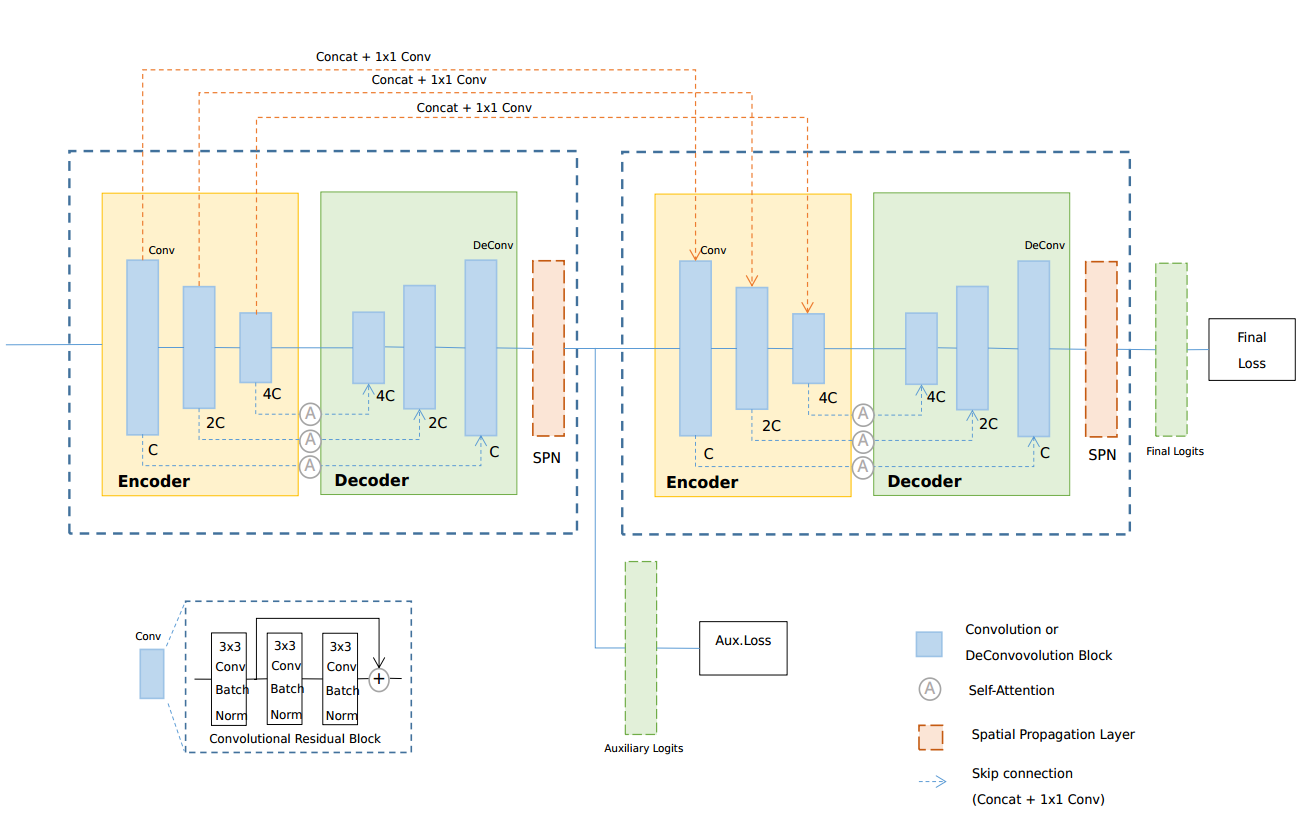 Concat + 1x1 Conv
Concat + 1x1 Conv
Concat + 1x1 Conv
Conv
DeConv
Conv
DeConv
Final
Loss
4C
4C
A
2C
2C
A
C
C
A
Encoder
Decoder
SPN
4C
4C
A
2C
2C
A
C
C
A
Encoder
Decoder
SPN
Final Logits
Conv
3x3
Conv
Batch
Norm
3x3
Conv
Batch
Norm
3x3
Conv
Batch
Norm
+
Convolutional Residual Block
Aux.Loss
Auxiliary Logits
Convolution or
DeConvovolution Block
A
Self-Attention
Spatial Propagation Layer
Skip connection
(Concat + 1x1 Conv)